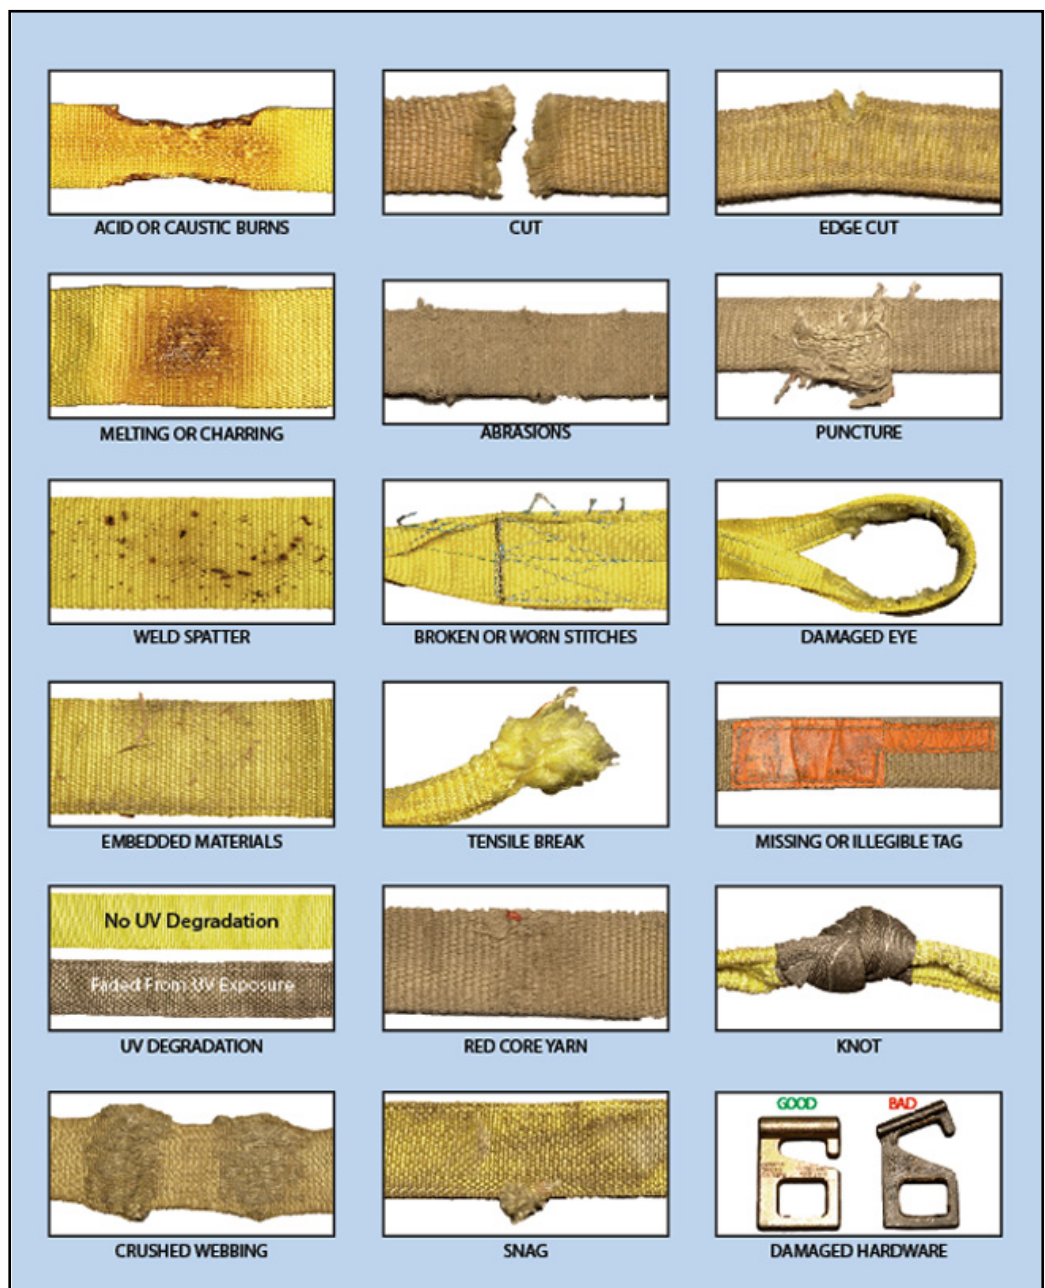 ACID OR CAUSTIC BURNS
CUT
EDGE CUT
MELTING OR CHARRING
ABRASIONS
PUNCTURE
WELD SPATTER
BROKEN OR WORN STITCHES
DAMAGED EYE
EMBEDDED MATERIALS
TENSILE BREAK
MISSING OR ILLEGIBLE TAG
No UV Degradation
Faded From UV Exposure
UV DEGRADATION
RED CORE YARN
KNOT
CRUSHED WEBBING
SNAG
GOOD
BAD
DAMAGED HARDWARE